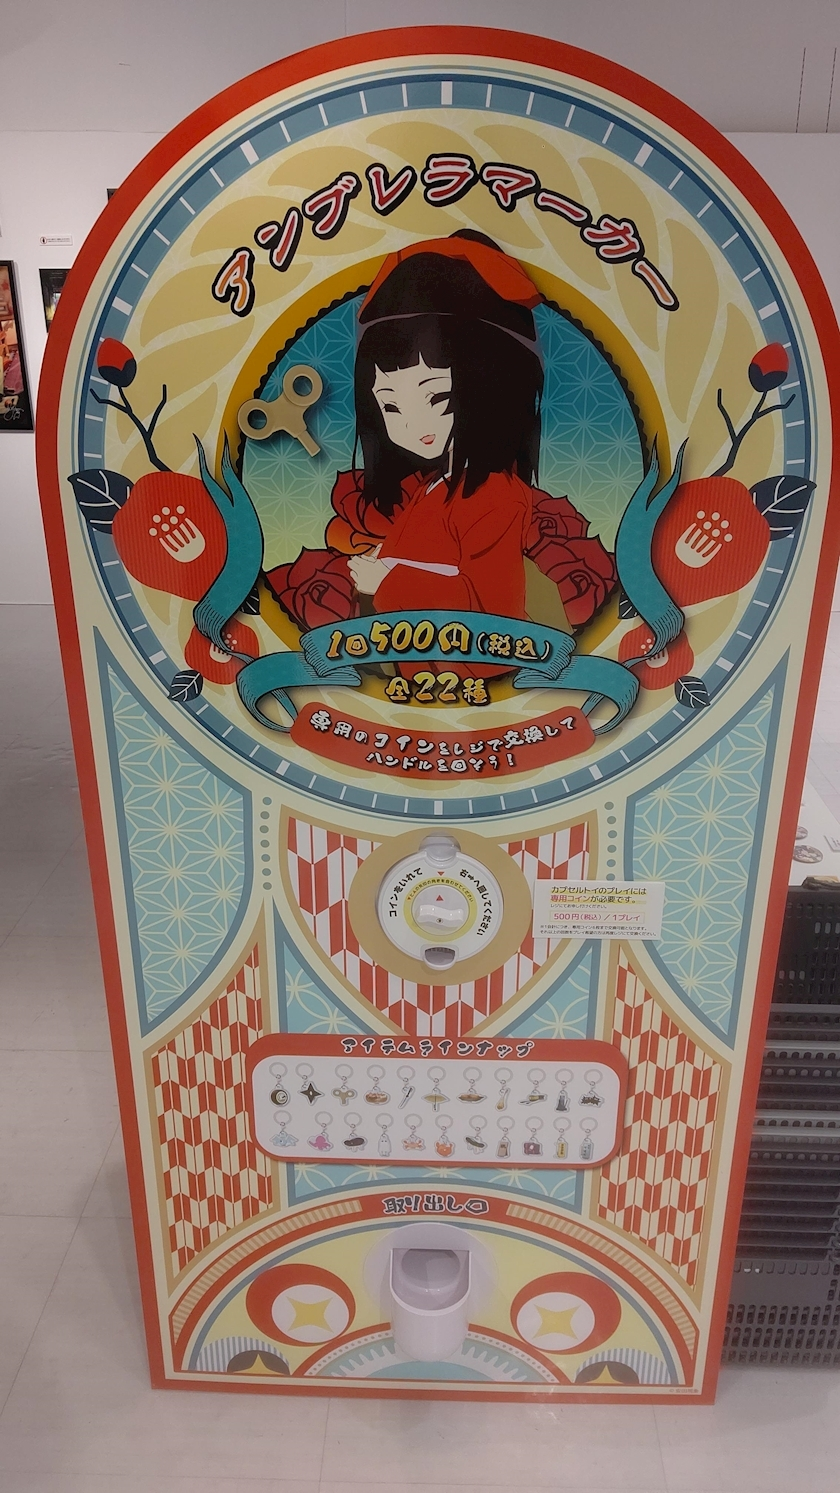 アンブレラマーカー
1回500円(税込)
全22種
専用のコインをレジで交換して
ハンドルを回そう!
コインをいれて
右へ回してください
カプセルトイのプレイには
専用コインが必要です。
500円(税込)/1プレイ
アイテムラインナップ
取り出し口